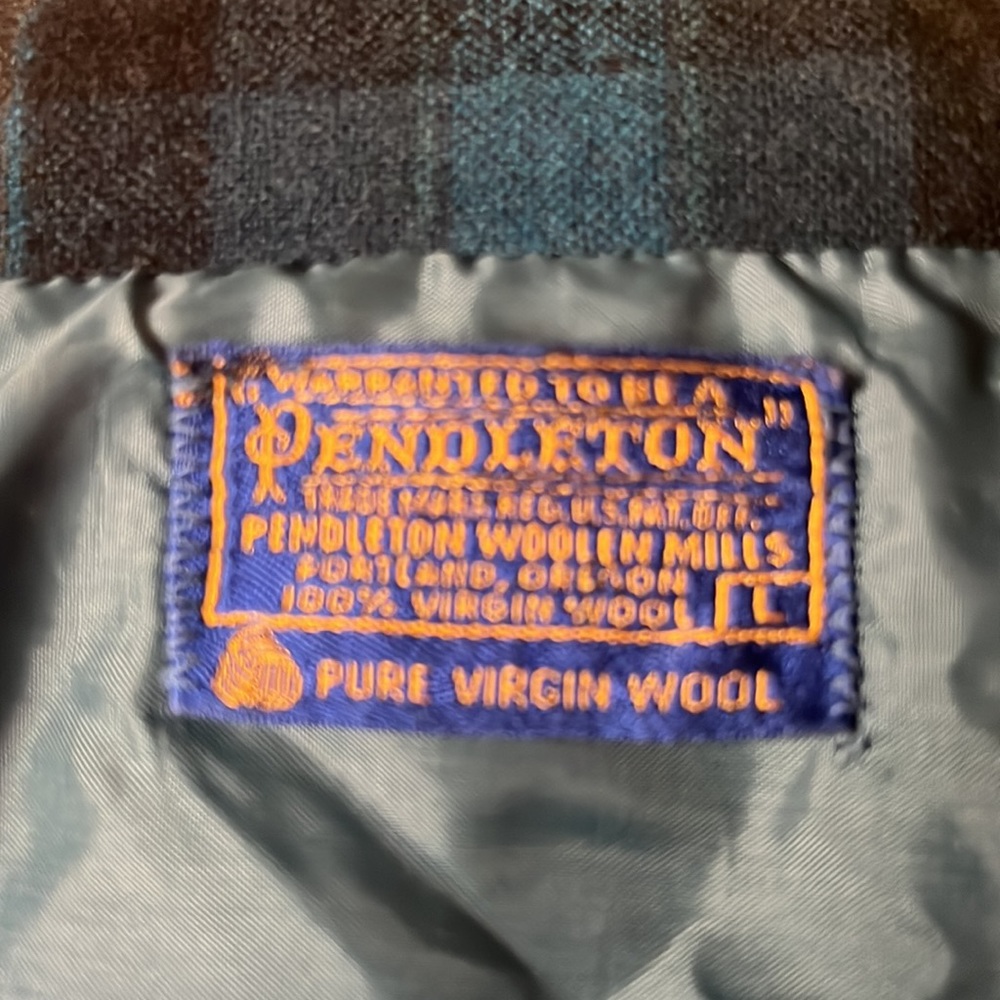 "WARRANTED TO BE A
PENDLETON"
TRADE MARK REG. U.S. PAT. OFF.
PENDLETON WOOLEN MILLS
PORTLAND, OREGON
100% VIRGIN WOOL L
PURE VIRGIN WOOL